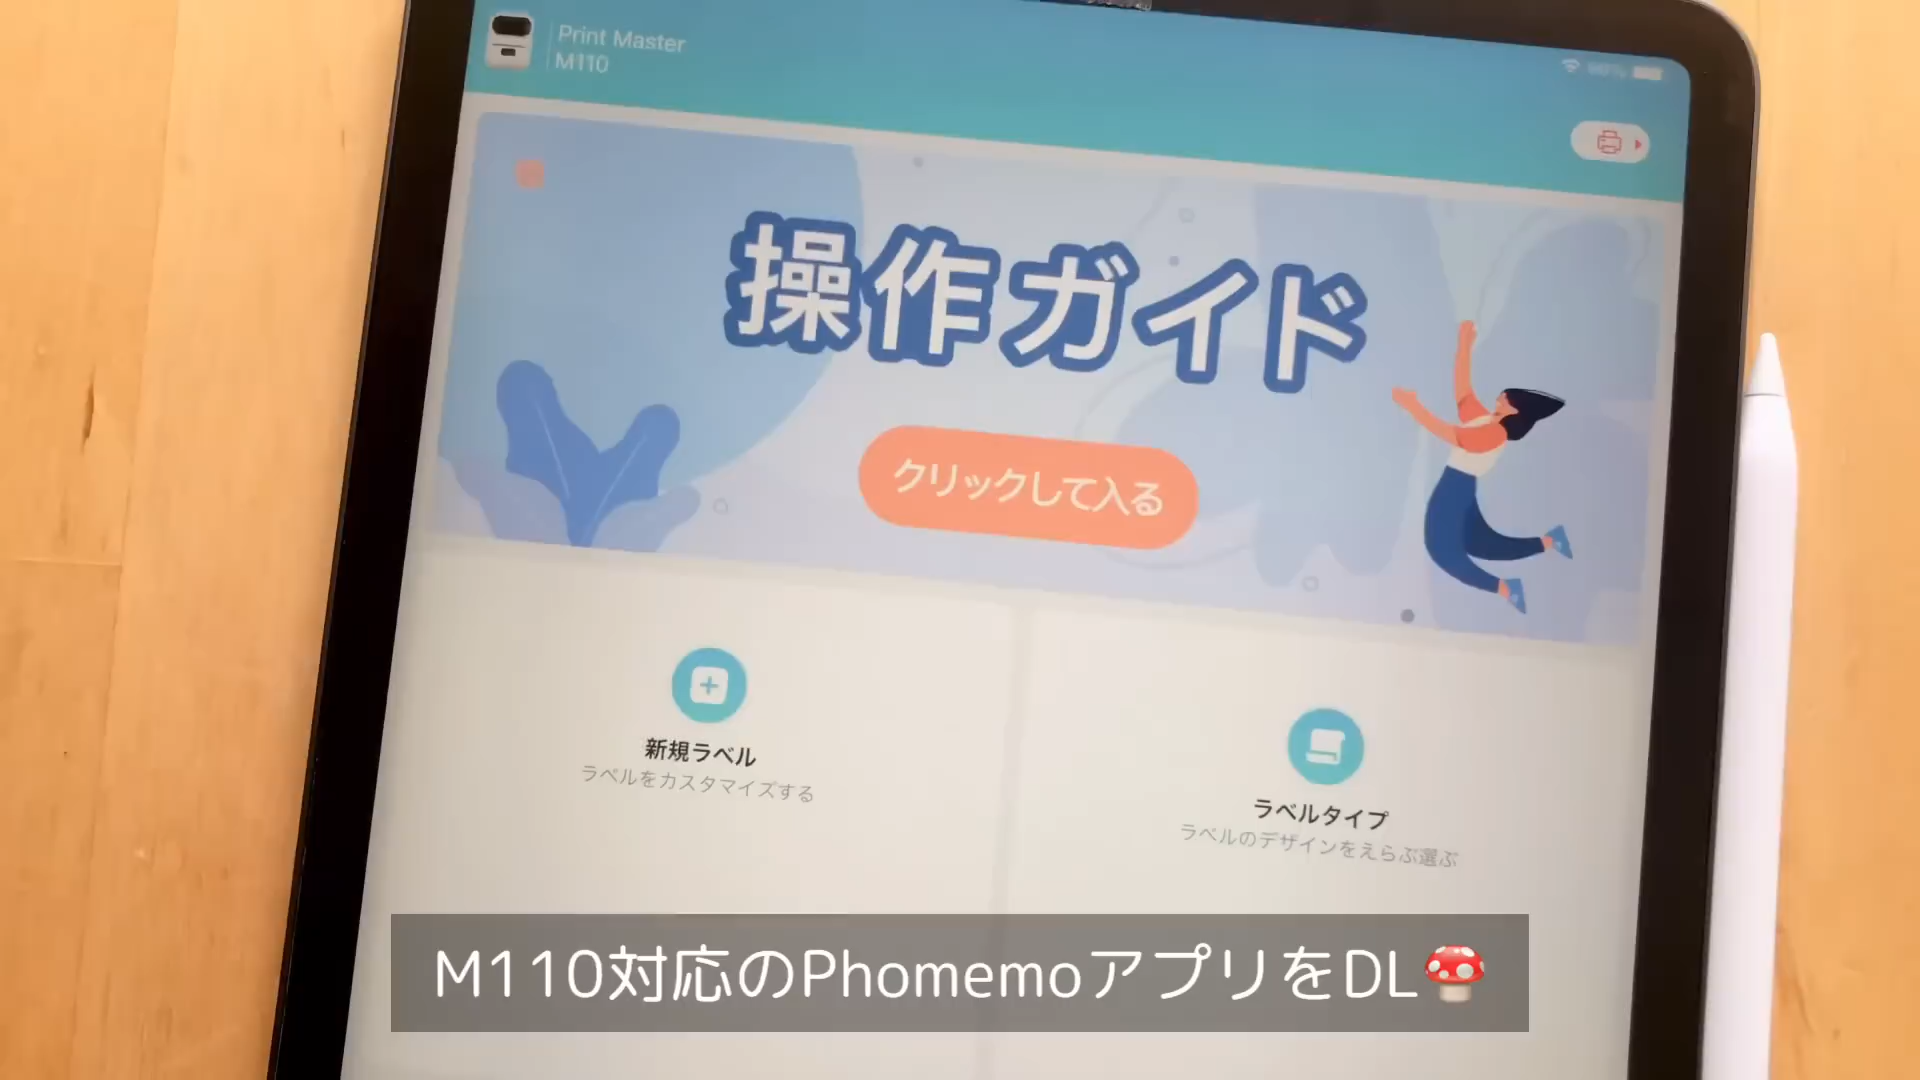 Print Master
M110
操作ガイド
クリックして入る
新規ラベル
ラベルをカスタマイズする
ラベルタイプ
ラベルのデザインをえらぶ選ぶ
M110対応のPhomemoアプリをDL🍄